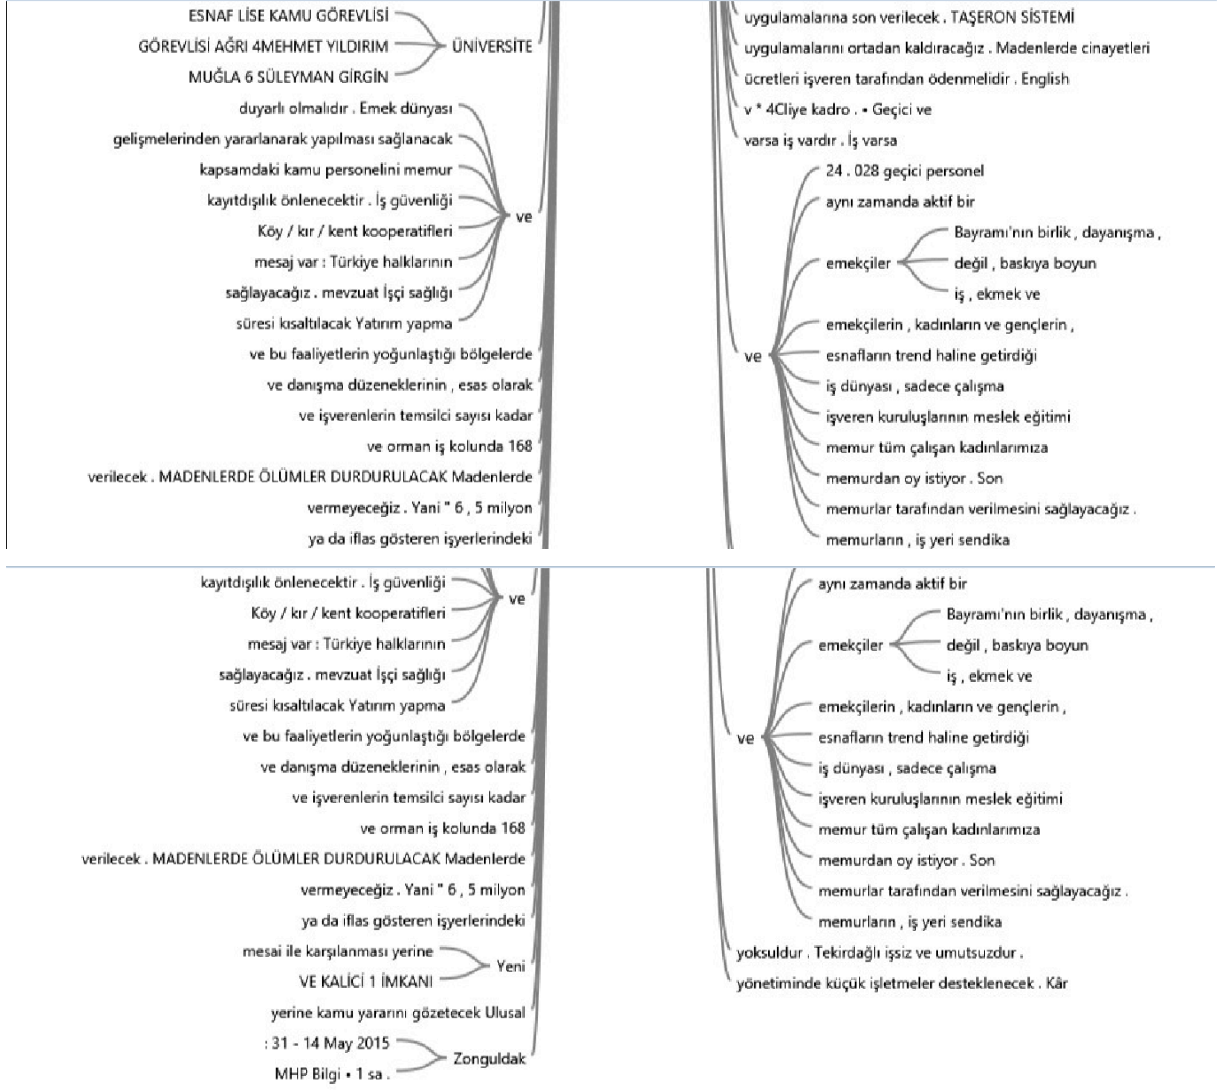 ESNAF LİSE KAMU GÖREVLİSİ
GÖREVLİSİ AĞRI 4MEHMET YILDIRIM
ÜNİVERSİTE
MUĞLA 6 SÜLEYMAN GİRGİN
duyarlı olmalıdır . Emek dünyası
gelişmelerinden yararlanarak yapılması sağlanacak
kapsamdaki kamu personelini memur
kayıtdışılık önlenecektir . İş güvenliği
ve
Köy / kır / kent kooperatifleri
mesaj var : Türkiye halklarının
sağlayacağız . mevzuat İşçi sağlığı
süresi kısaltılacak Yatırım yapma
ve bu faaliyetlerin yoğunlaştığı bölgelerde
ve danışma düzeneklerinin , esas olarak
ve işverenlerin temsilci sayısı kadar
ve orman iş kolunda 168
verilecek . MADENLERDE ÖLÜMLER DURDURULACAK Madenlerde
vermeyeceğiz . Yani " 6 , 5 milyon
ya da iflas gösteren işyerlerindeki
uygulamalarına son verilecek . TAŞERON SİSTEMİ
uygulamalarını ortadan kaldıracağız . Madenlerde cinayetleri
ücretleri işveren tarafından ödenmelidir . English
v * 4Cliye kadro . • Geçici ve
varsa iş vardır . İş varsa
24 . 028 geçici personel
aynı zamanda aktif bir
Bayramı'nın birlik , dayanışma ,
emekçiler
değil , baskıya boyun
iş , ekmek ve
emekçilerin , kadınların ve gençlerin ,
ve
esnafların trend haline getirdiği
iş dünyası , sadece çalışma
işveren kuruluşlarının meslek eğitimi
memur tüm çalışan kadınlarımıza
memurdan oy istiyor . Son
memurlar tarafından verilmesini sağlayacağız .
memurların , iş yeri sendika
kayıtdışılık önlenecektir . İş güvenliği
ve
Köy / kır / kent kooperatifleri
mesaj var : Türkiye halklarının
sağlayacağız . mevzuat İşçi sağlığı
süresi kısaltılacak Yatırım yapma
ve bu faaliyetlerin yoğunlaştığı bölgelerde
ve danışma düzeneklerinin , esas olarak
ve işverenlerin temsilci sayısı kadar
ve orman iş kolunda 168
verilecek . MADENLERDE ÖLÜMLER DURDURULACAK Madenlerde
vermeyeceğiz . Yani " 6 , 5 milyon
ya da iflas gösteren işyerlerindeki
mesai ile karşılanması yerine
Yeni
VE KALİCİ 1 İMKANI
yerine kamu yararını gözetecek Ulusal
: 31 - 14 May 2015
Zonguldak
MHP Bilgi • 1 sa .
aynı zamanda aktif bir
Bayramı'nın birlik , dayanışma ,
emekçiler
değil , baskıya boyun
iş , ekmek ve
emekçilerin , kadınların ve gençlerin ,
ve
esnafların trend haline getirdiği
iş dünyası , sadece çalışma
işveren kuruluşlarının meslek eğitimi
memur tüm çalışan kadınlarımıza
memurdan oy istiyor . Son
memurlar tarafından verilmesini sağlayacağız .
memurların , iş yeri sendika
yoksuldur . Tekirdağlı işsiz ve umutsuzdur .
yönetiminde küçük işletmeler desteklenecek . Kâr